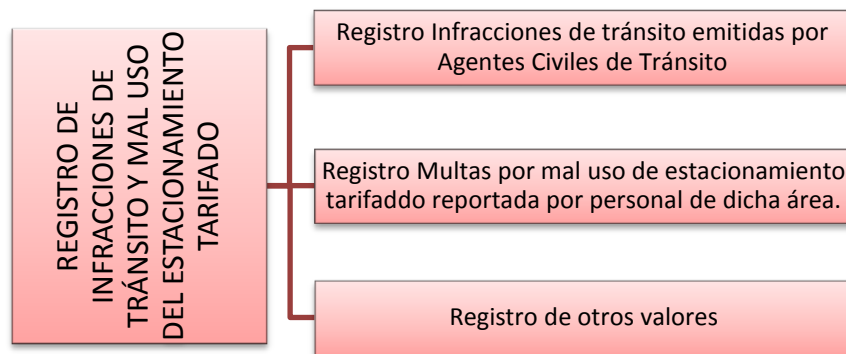 REGISTRO DE
INFRACCIONES DE
TRÁNSITO Y MAL USO
DEL ESTACIONAMIENTO
TARIFADO
Registro Infracciones de tránsito emitidas por
Agentes Civiles de Tránsito
Registro Multas por mal uso de estacionamiento
tarifaddo reportada por personal de dicha área.
Registro de otros valores